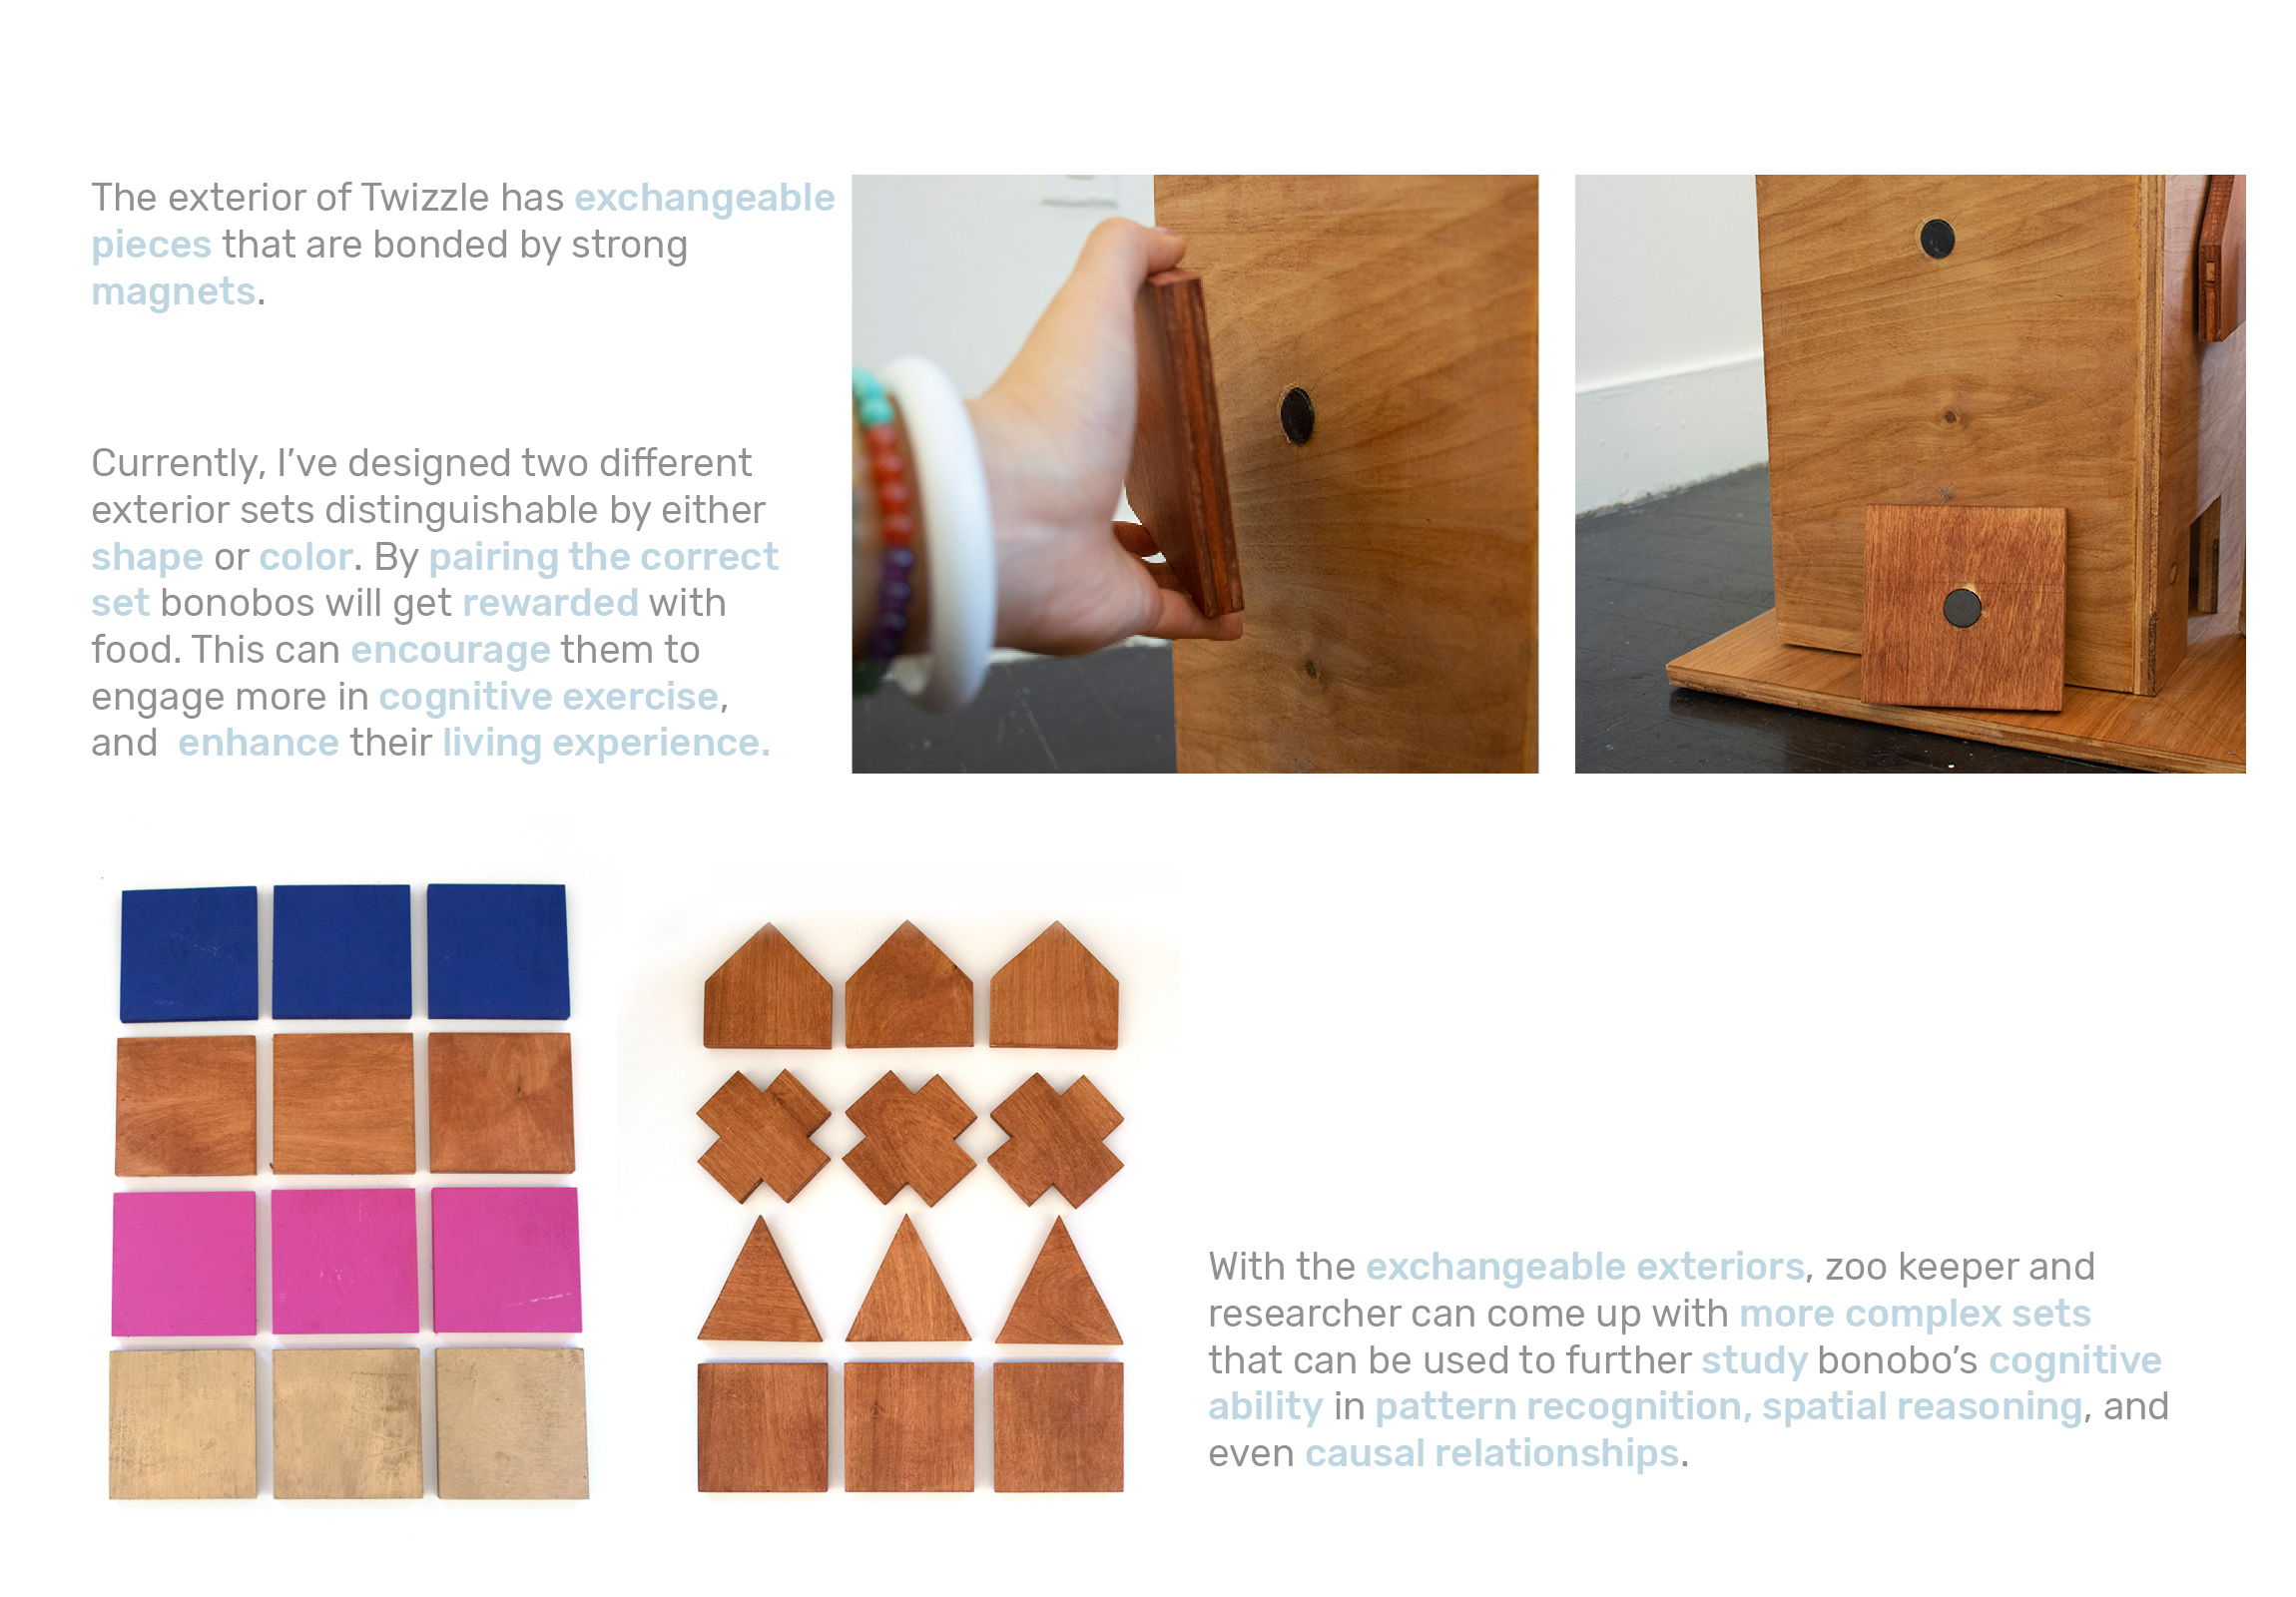 The exterior of Twizzle has exchangeable
pieces that are bonded by strong
magnets.
Currently, I’ve designed two different
exterior sets distinguishable by either
shape or color. By pairing the correct
set bonobos will get rewarded with
food. This can encourage them to
engage more in cognitive exercise,
and  enhance their living experience.
With the exchangeable exteriors, zoo keeper and
researcher can come up with more complex sets
that can be used to further study bonobo’s cognitive
ability in pattern recognition, spatial reasoning, and
even causal relationships.